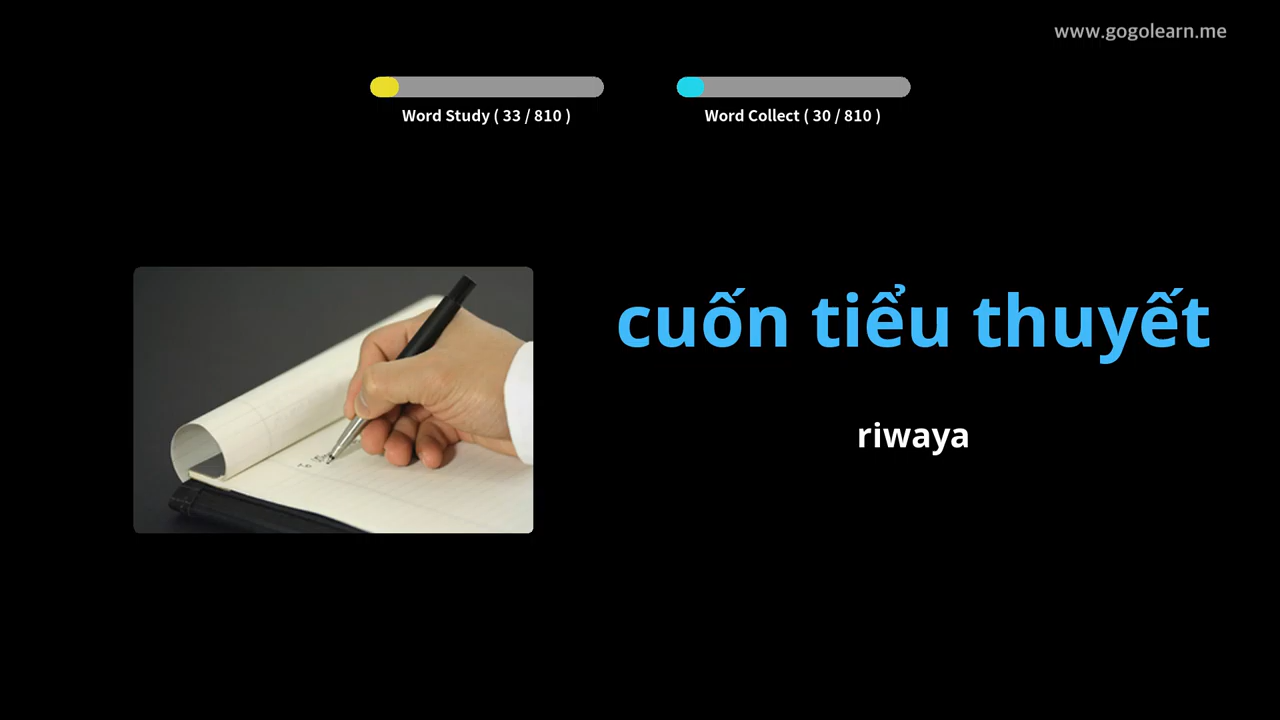 www.gogolearn.me
Word Study ( 33 / 810 )
Word Collect ( 30 / 810 )
cuốn tiểu thuyết
riwaya